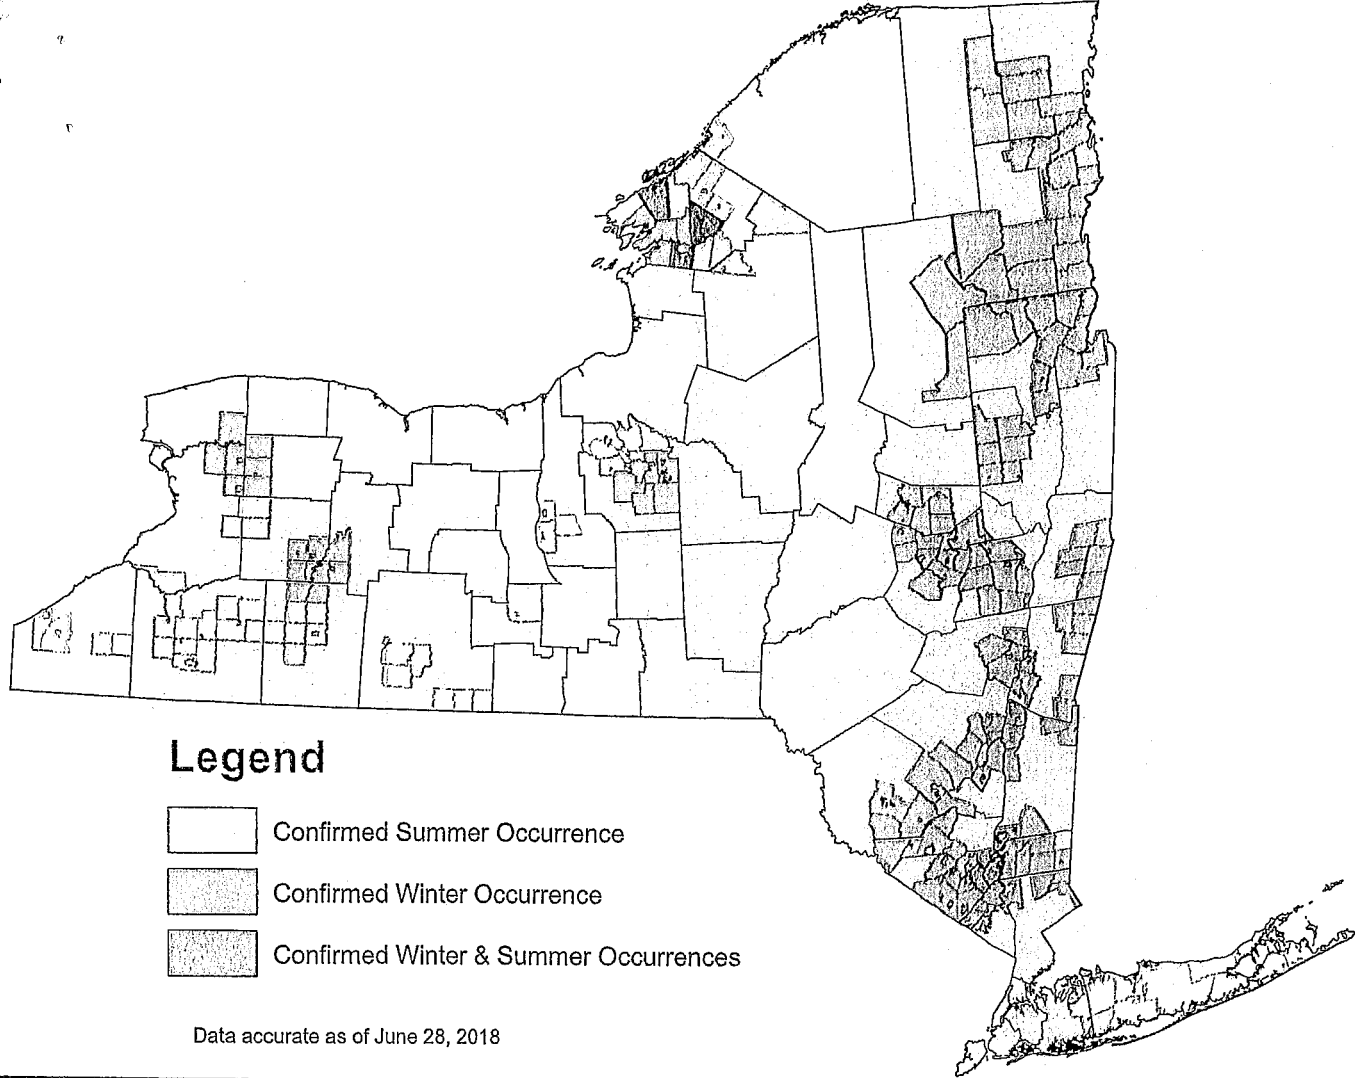 Legend
Confirmed Summer Occurrence
Confirmed Winter Occurrence
Confirmed Winter & Summer Occurrences
Data accurate as of June 28, 2018